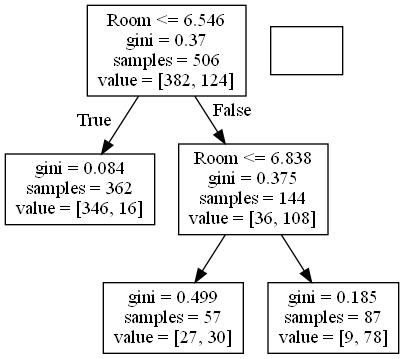 Room <= 6.546
gini = 0.37
samples = 506
value = [382, 124]
True
False
gini = 0.084
samples = 362
value = [346, 16]
Room <= 6.838
gini = 0.375
samples = 144
value = [36, 108]
gini = 0.499
samples = 57
value = [27, 30]
gini = 0.185
samples = 87
value = [9, 78]